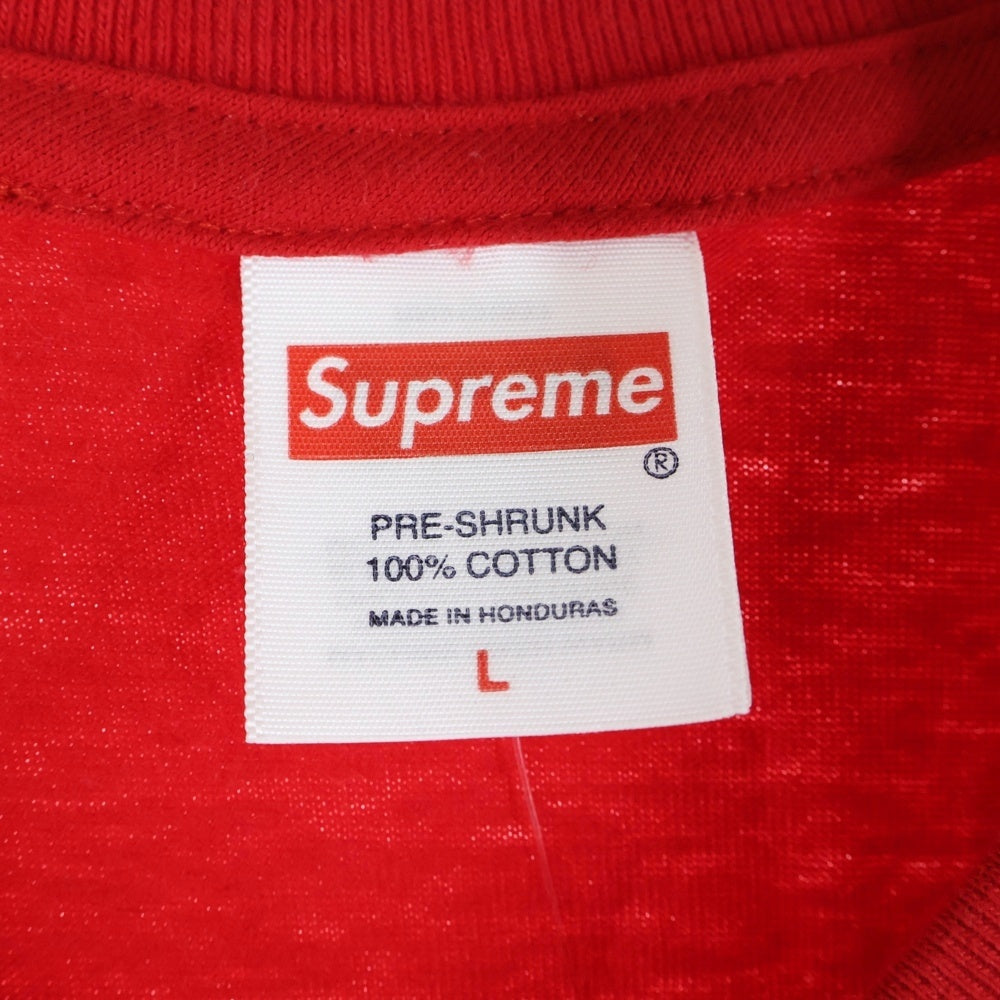 Supreme
®
PRE-SHRUNK
100% COTTON
MADE IN HONDURAS
L